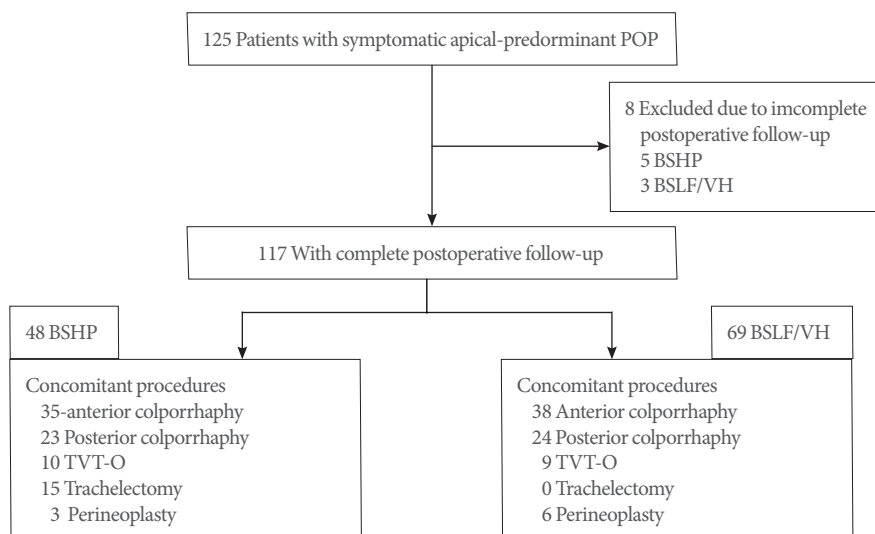 125 Patients with symptomatic apical-predominant POP
8 Excluded due to imcomplete
postoperative follow-up
5 BSHP
3 BSLF/VH
117 With complete postoperative follow-up
48 BSHP
Concomitant procedures
35-anterior colporrhaphy
23 Posterior colporrhaphy
10 TVT-O
15 Trachelectomy
3 Perineoplasty
69 BSLF/VH
Concomitant procedures
38 Anterior colporrhaphy
24 Posterior colporrhaphy
9 TVT-O
0 Trachelectomy
6 Perineoplasty